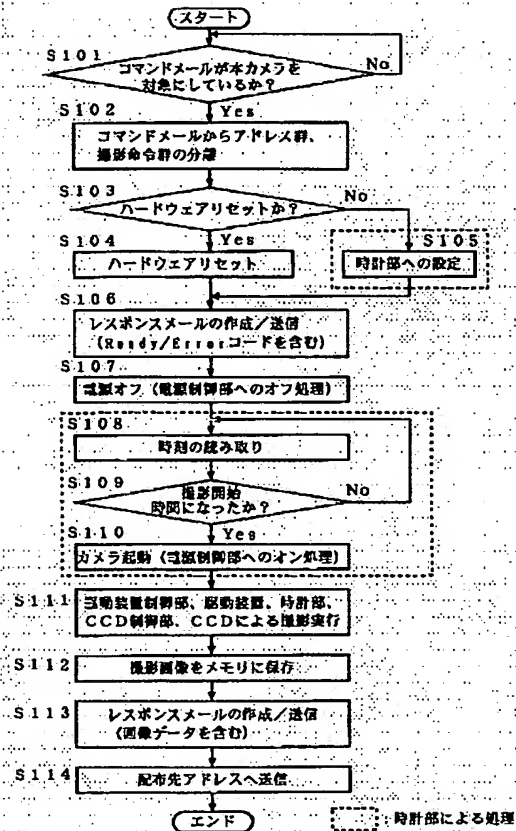 スタート
S101
コマンドメールが本カメラを
対象にしているか?
No
S102
Yes
コマンドメールからアドレス群、
撮影命令群の分離
S103
ハードウェアリセットか?
No
S104
Yes
S105
ハードウェアリセット
時計部への設定
S106
レスポンスメールの作成/送信
(Ready/Errorコードを含む)
S107
電源オフ(電源制御部へのオフ処理)
S108
時刻の読み取り
S109
撮影開始
時間になったか?
No
S110
Yes
カメラ起動(電源制御部へのオン処理)
S111
駆動装置制御部、駆動装置、時計部、
CCD制御部、CCDによる撮影実行
S112
撮影画像をメモリに保存
S113
レスポンスメールの作成/送信
(画像データを含む)
S114
配布先アドレスへ送信
エンド
:時計部による処理